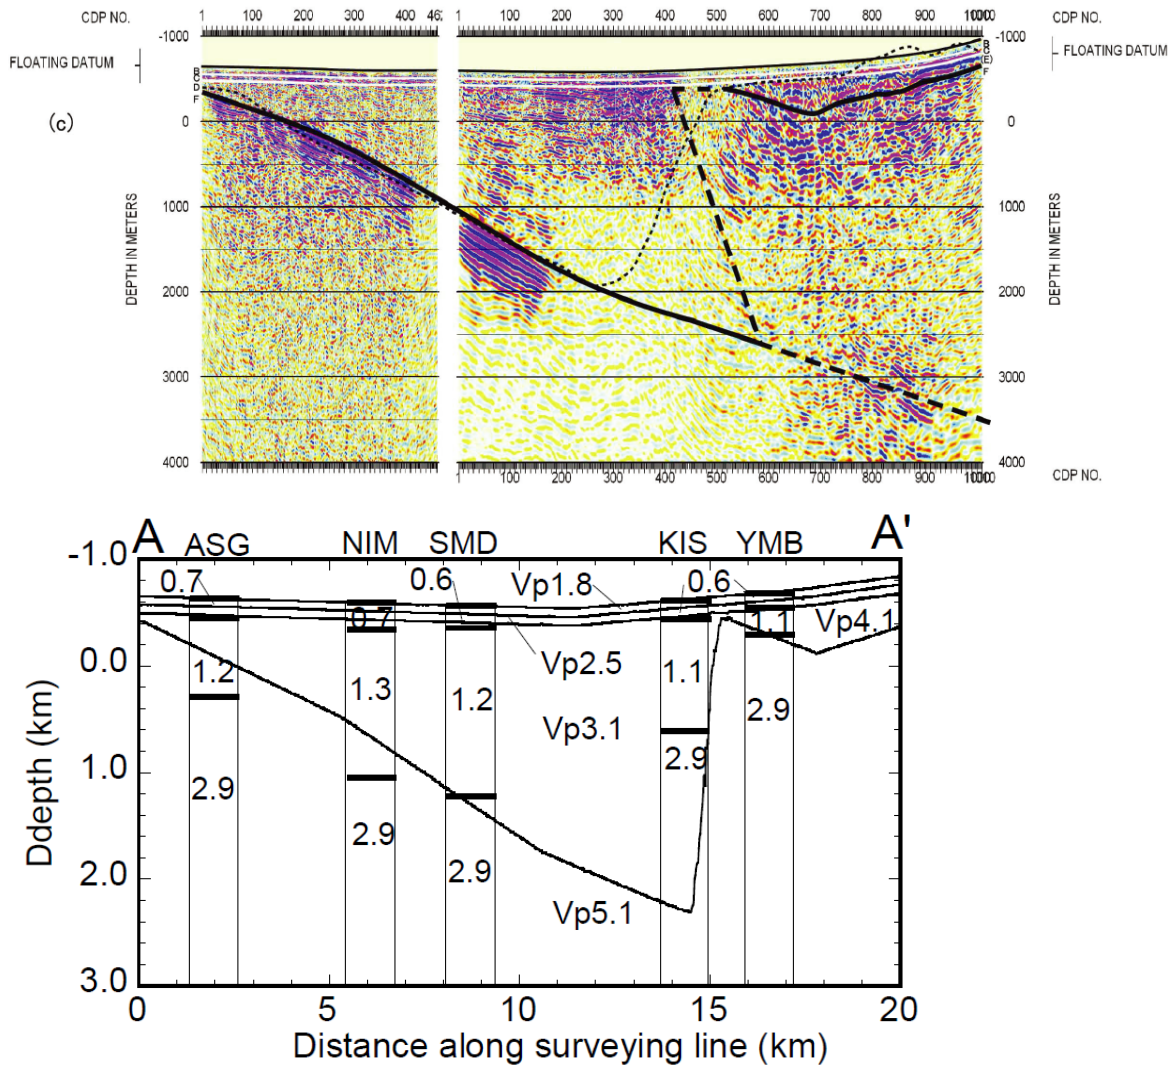 CDP NO. 1 100 200 300 400 1 100 200 300 400 500 600 700 800 900 CDP NO.
-1000 -1000
FLOATING DATUM FLOATING DATUM
B B
C C
D (E)
F F
(c)
0 0
1000 1000
DEPTH IN METERS DEPTH IN METERS
2000 2000
3000 3000
4000 4000
CDP NO.
1 100 200 300 400 500 600 700 800 900
A ASG NIM SMD KIS YMB A'
-1.0
0.7 0.6 Vp1.8 0.6
0.7 1.1 Vp4.1
Vp2.5
0.0
1.2 1.3 1.2 1.1 2.9
Vp3.1
2.9
1.0
2.9 2.9 2.9
2.0
Vp5.1
3.0
Ddepth (km)
0 5 10 15 20
Distance along surveying line (km)